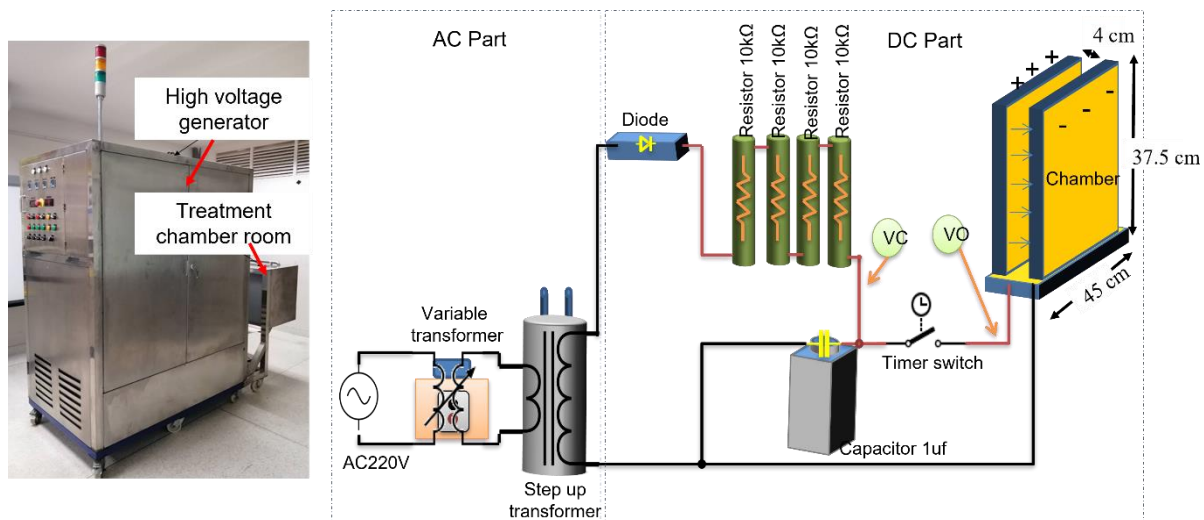 High voltage
generator
Treatment
chamber room
AC Part
DC Part
Diode
Resistor 10kΩ
Resistor 10kΩ
Resistor 10kΩ
Resistor 10kΩ
4 cm
+ + +
- - -
Chamber
37.5 cm
45 cm
VC
VO
Timer switch
Variable
transformer
AC220V
Step up
transformer
Capacitor 1uf